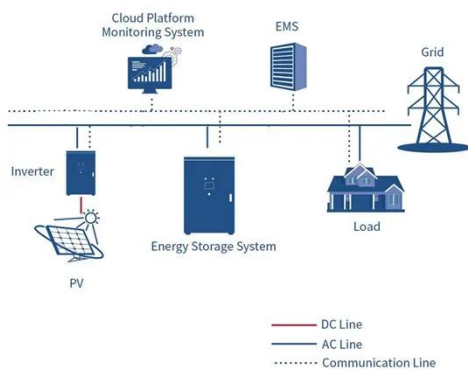 Cloud Platform
Monitoring System
EMS
Grid
Inverter
Energy Storage System
Load
PV
DC Line
AC Line
Communication Line